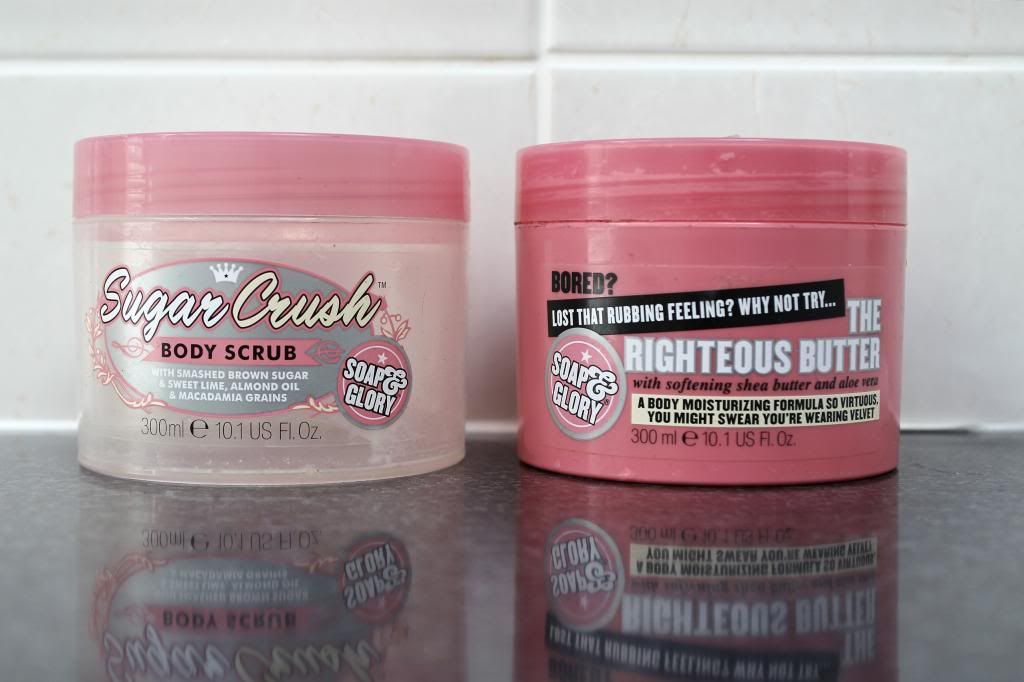 Sugar Crush™
BODY SCRUB
WITH SMASHED BROWN SUGAR
& SWEET LIME, ALMOND OIL
& MACADAMIA GRAINS
SOAP&
GLORY
300ml ℮ 10.1 US Fl. Oz.
BORED?
LOST THAT RUBBING FEELING? WHY NOT TRY...
THE
RIGHTEOUS BUTTER
SOAP&
GLORY
with softening shea butter and aloe vera
A BODY MOISTURIZING FORMULA SO VIRTUOUS,
YOU MIGHT SWEAR YOU'RE WEARING VELVET
300 ml ℮ 10.1 US Fl. Oz.